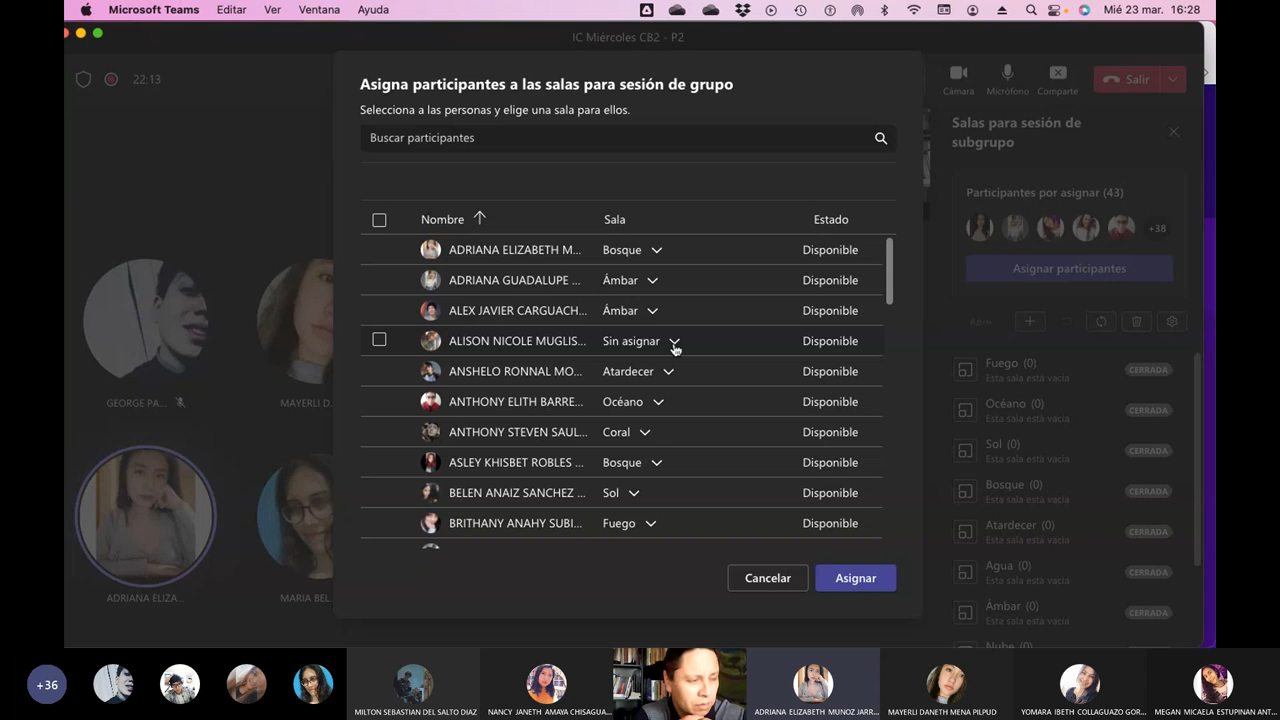 Microsoft Teams Editar Ver Ventana Ayuda Mié 23 mar. 16:28
IC Miércoles CB2 - P2
22:13
Cámara Micrófono Comparte Salir
Asigna participantes a las salas para sesión de grupo
Selecciona a las personas y elige una sala para ellos.
Buscar participantes
Nombre Sala Estado
ADRIANA ELIZABETH M... Bosque Disponible
ADRIANA GUADALUPE ... Ámbar Disponible
ALEX JAVIER CARGUACH... Ámbar Disponible
ALISON NICOLE MUGLIS... Sin asignar Disponible
ANSHELO RONNAL MO... Atardecer Disponible
ANTHONY ELITH BARRE... Océano Disponible
ANTHONY STEVEN SAUL... Coral Disponible
ASLEY KHISBET ROBLES ... Bosque Disponible
BELEN ANAIZ SANCHEZ ... Sol Disponible
BRITHANY ANAHY SUBI... Fuego Disponible
Cancelar Asignar
Salas para sesión de
subgrupo
Participantes por asignar (43)
+38
Asignar participantes
Fuego (0)
Esta sala está vacía
CERRADA
Océano (0)
Esta sala está vacía
CERRADA
Sol (0)
Esta sala está vacía
CERRADA
Bosque (0)
Esta sala está vacía
CERRADA
Atardecer (0)
Esta sala está vacía
CERRADA
Agua (0)
Esta sala está vacía
CERRADA
Ámbar (0)
Esta sala está vacía
CERRADA
GEORGE PA...
MAYERLI D
ADRIANA ELIZA...
MARIA BEL
+36
MILTON SEBASTIAN DEL SALTO DIAZ
NANCY JANETH AMAYA CHISAGUA...
ADRIANA ELIZABETH MUNOZ JARR...
MAYERLI DANETH MENA PILPUD
YOMARA IBETH COLLAGUAZO GOR...
MEGAN MICAELA ESTUPINAN ANT...